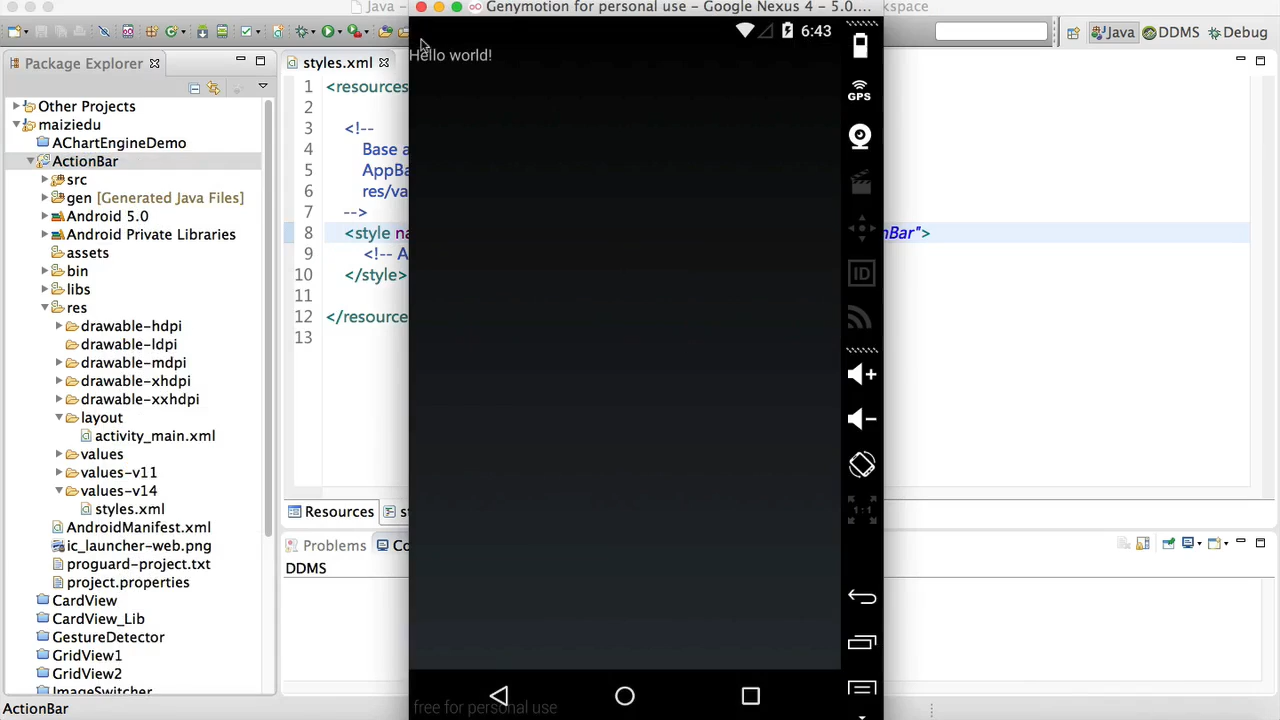 Java –
Genymotion for personal use – Google Nexus 4 – 5.0....
kspace
Java
DDMS
Debug
Package Explorer
Other Projects
maiziedu
AChartEngineDemo
ActionBar
src
gen [Generated Java Files]
Android 5.0
Android Private Libraries
assets
bin
libs
res
drawable-hdpi
drawable-ldpi
drawable-mdpi
drawable-xhdpi
drawable-xxhdpi
layout
activity_main.xml
values
values-v11
values-v14
styles.xml
AndroidManifest.xml
ic_launcher-web.png
proguard-project.txt
project.properties
CardView
CardView_Lib
GestureDetector
GridView1
GridView2
ImageSwitcher
ActionBar
styles.xml
1 <resources
2
3 <!--
4 Base a
5 AppBa
6 res/va
7 -->
8 <style na
nBar">
9 <!-- A
10 </style>
11
12 </resource
13
Resources
s
Problems
Co
DDMS
6:43
Hello world!
GPS
ID
1:1
free for personal use